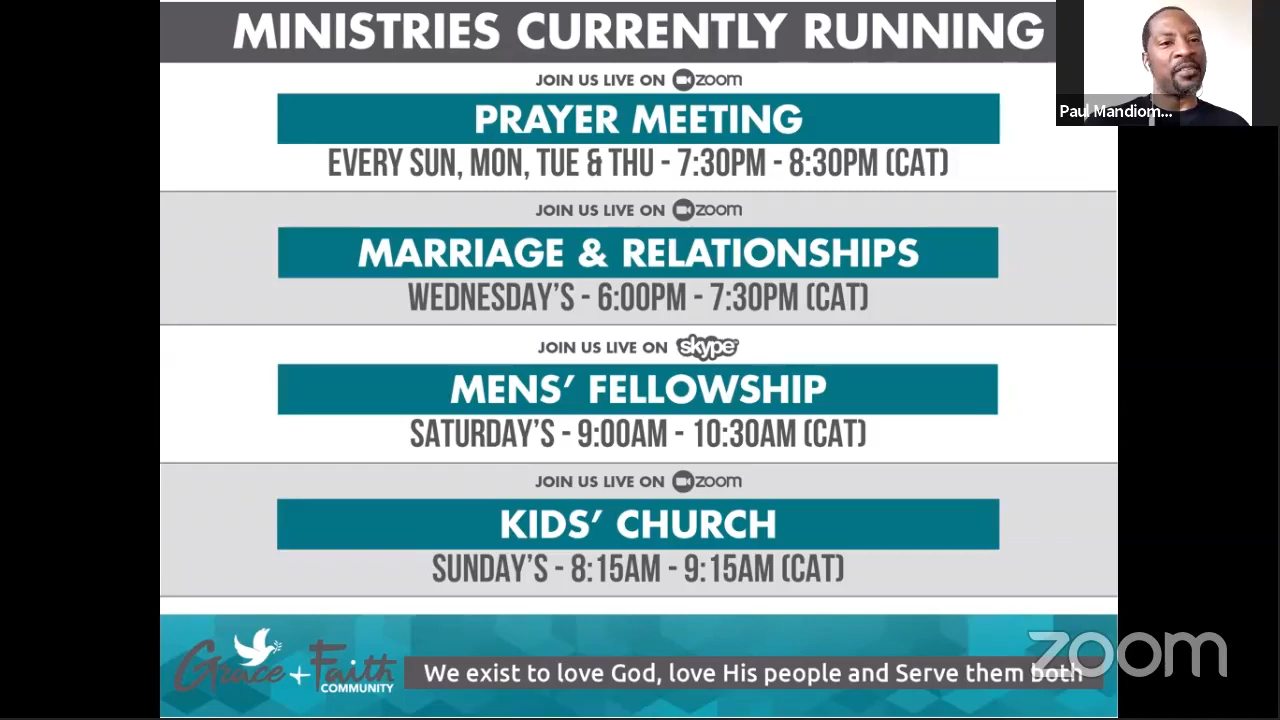 MINISTRIES CURRENTLY RUNNING
JOIN US LIVE ON zoom
PRAYER MEETING
EVERY SUN, MON, TUE & THU - 7:30PM - 8:30PM (CAT)
JOIN US LIVE ON zoom
MARRIAGE & RELATIONSHIPS
WEDNESDAY'S - 6:00PM - 7:30PM (CAT)
JOIN US LIVE ON skype
MENS' FELLOWSHIP
SATURDAY'S - 9:00AM - 10:30AM (CAT)
JOIN US LIVE ON zoom
KIDS' CHURCH
SUNDAY'S - 8:15AM - 9:15AM (CAT)
Grace + Faith
COMMUNITY
We exist to love God, love His people and Serve them both
zoom
Paul Mandiom...